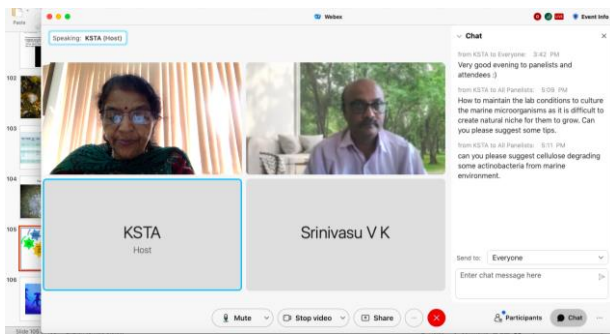 Paste
Webex
Event Info
Speaking: KSTA (Host)
Chat
from KSTA to Everyone: 3:42 PM
Very good evening to panelists and
attendees :)
from KSTA to All Panelists: 5:09 PM
How to maintain the lab conditions to culture
the marine microorganisms as it is difficult to
create natural niche for them to grow. Can
you please suggest some tips.
from KSTA to All Panelists: 5:11 PM
can you please suggest cellulose degrading
some actinobacteria from marine
environment.
102
103
104
105
106
KSTA
Host
Srinivasu V K
Send to: Everyone
Enter chat message here
Mute
Stop video
Share
Participants
Chat